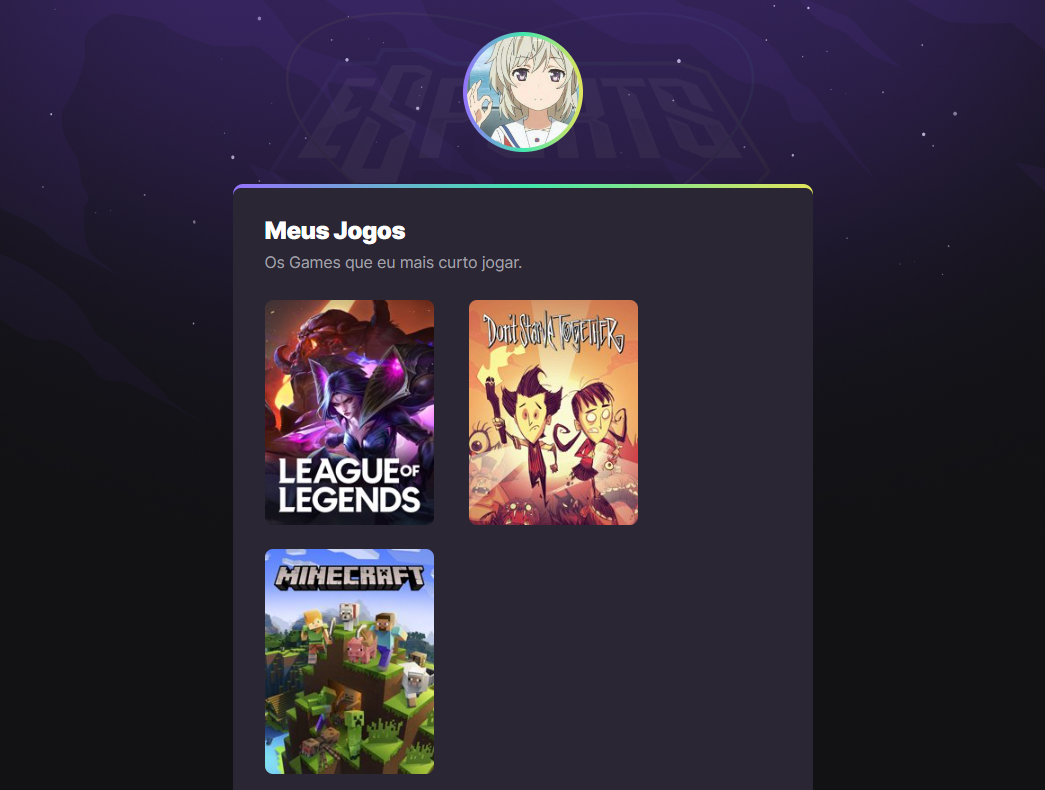 ESPORTS
Meus Jogos
Os Games que eu mais curto jogar.
LEAGUE OF
LEGENDS
Don't Starve Together
MINECRAFT